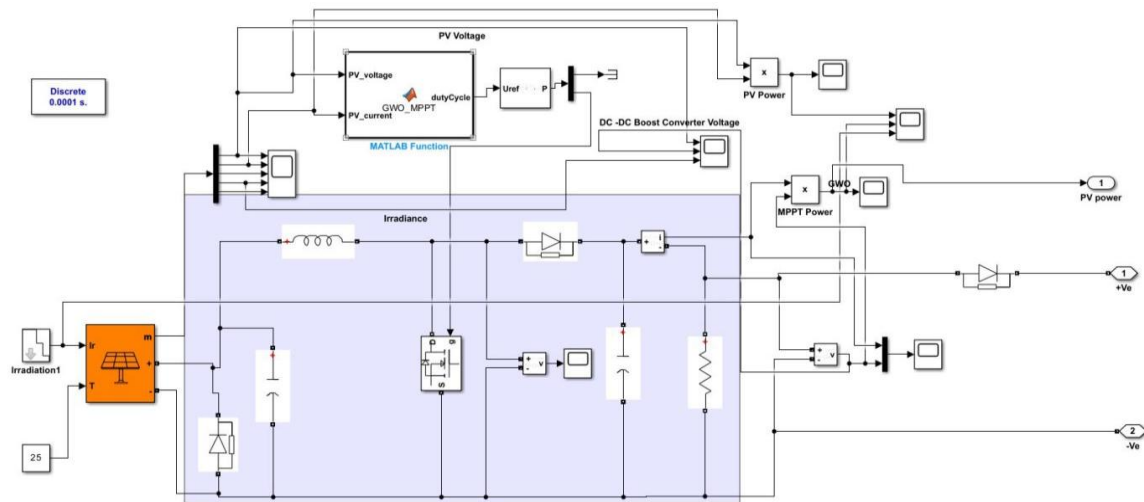 PV Voltage
Discrete
0.0001 s.
PV_voltage
GWO_MPPT
dutyCycle
PV_current
MATLAB Function
Uref
P
x
PV Power
DC -DC Boost Converter Voltage
x
GWO
MPPT Power
1
PV power
Irradiance
+
+
i
-
1
+Ve
Irradiation1
Ir
m
+
T
-
+
g
D
S
+
-
v
+
+
+
-
v
25
2
-Ve